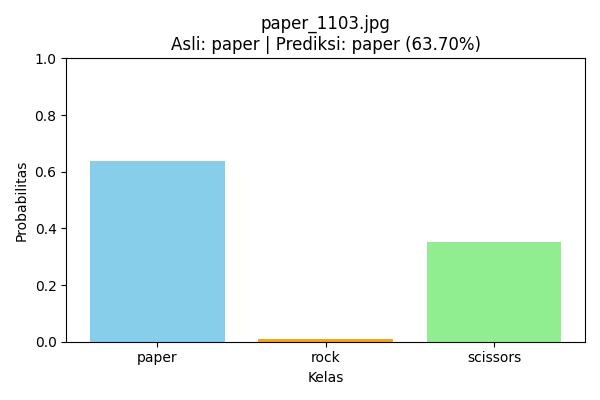 paper_1103.jpg
Asli: paper | Prediksi: paper (63.70%)
1.0
0.8
0.6
0.4
0.2
0.0
Probabilitas
paper
rock
scissors
Kelas